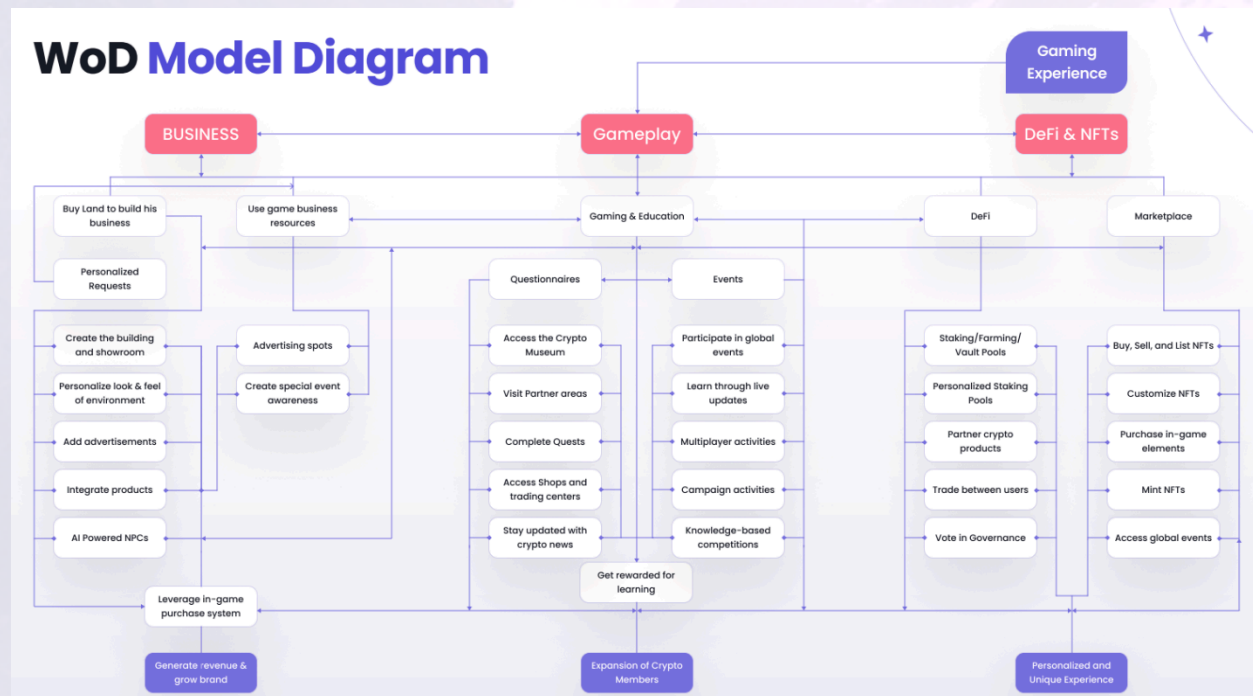 WoD Model Diagram
Gaming
Experience
BUSINESS
Gameplay
DeFi & NFTs
Buy Land to build his
business
Use game business
resources
Gaming & Education
DeFi
Marketplace
Personalized
Requests
Questionnaires
Events
Create the building
and showroom
Advertising spots
Access the Crypto
Museum
Participate in global
events
Staking/Farming/
Vault Pools
Buy, Sell, and List NFTs
Personalize look & feel
of environment
Create special event
awareness
Visit Partner areas
Learn through live
updates
Personalized Staking
Pools
Customize NFTs
Add advertisements
Complete Quests
Multiplayer activities
Partner crypto
products
Purchase in-game
elements
Integrate products
Access Shops and
trading centers
Campaign activities
Trade between users
Mint NFTs
AI Powered NPCs
Stay updated with
crypto news
Knowledge-based
competitions
Vote in Governance
Access global events
Get rewarded for
learning
Leverage in-game
purchase system
Generate revenue &
grow brand
Expansion of Crypto
Members
Personalized and
Unique Experience